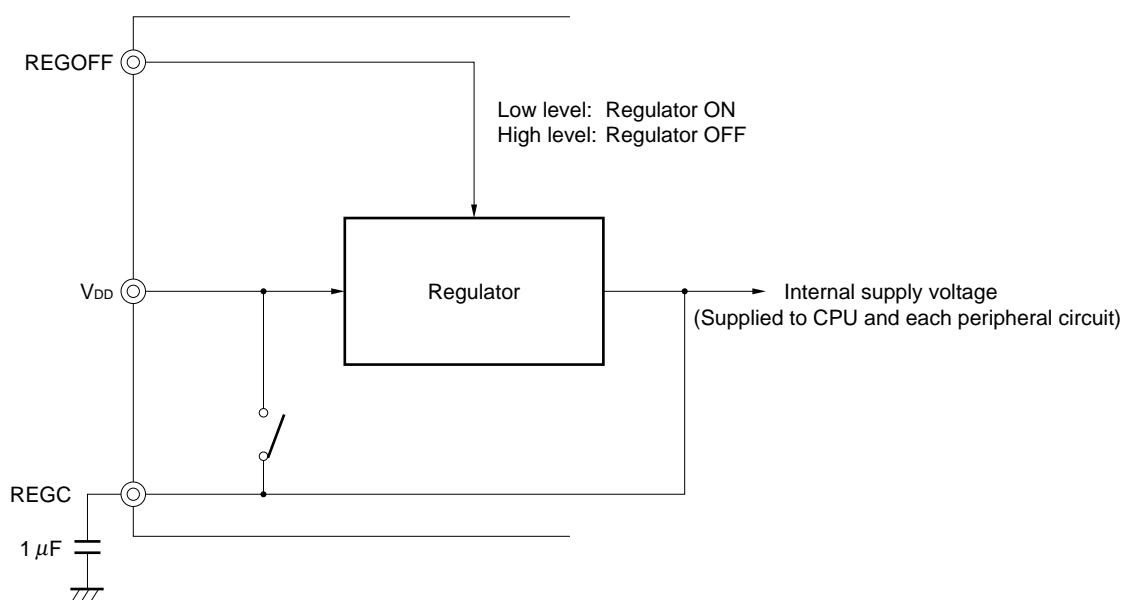 REGOFF
Low level: Regulator ON
High level: Regulator OFF
VDD
Regulator
Internal supply voltage
(Supplied to CPU and each peripheral circuit)
REGC
1 μF